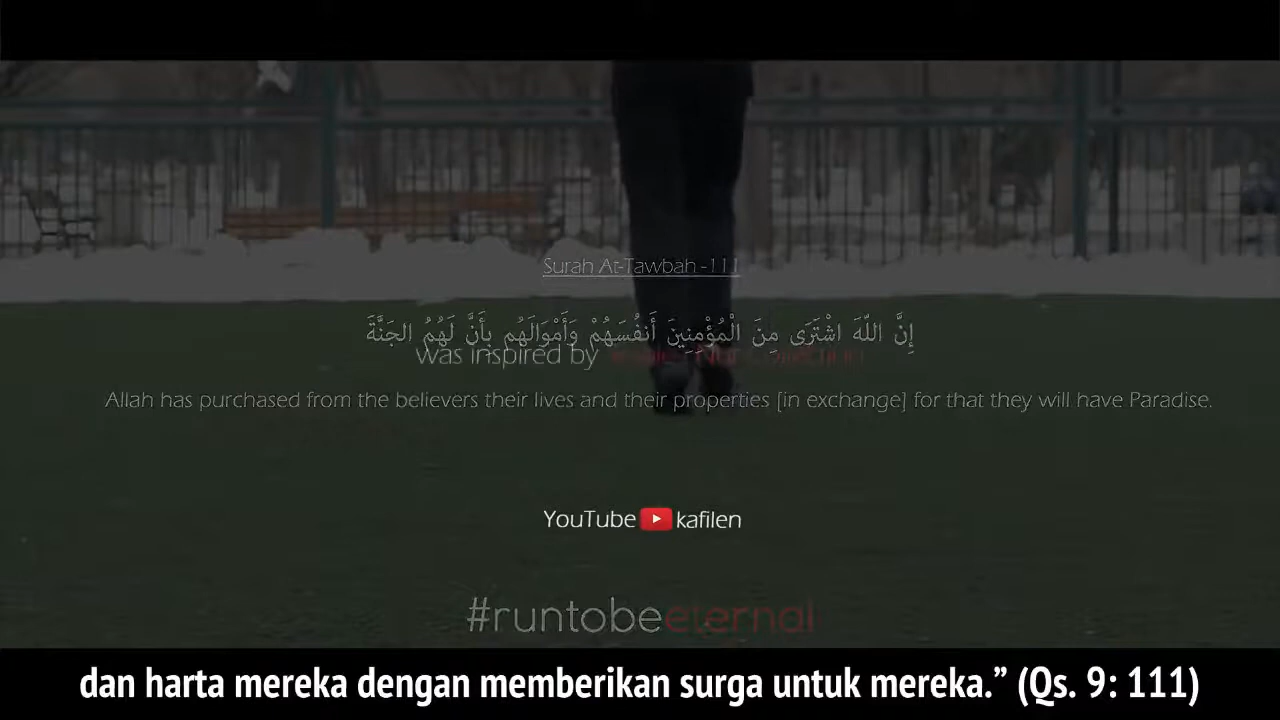 Surah At-Tawbah -111
إِنَّ اللَّهَ اشْتَرَى مِنَ الْمُؤْمِنِينَ أَنفُسَهُمْ وَأَمْوَالَهُم بِأَنَّ لَهُمُ الجَنَّةَ
was inspired by
Allah has purchased from the believers their lives and their properties [in exchange] for that they will have Paradise.
YouTube kafilen
#runtobeeternal
dan harta mereka dengan memberikan surga untuk mereka.” (Qs. 9: 111)